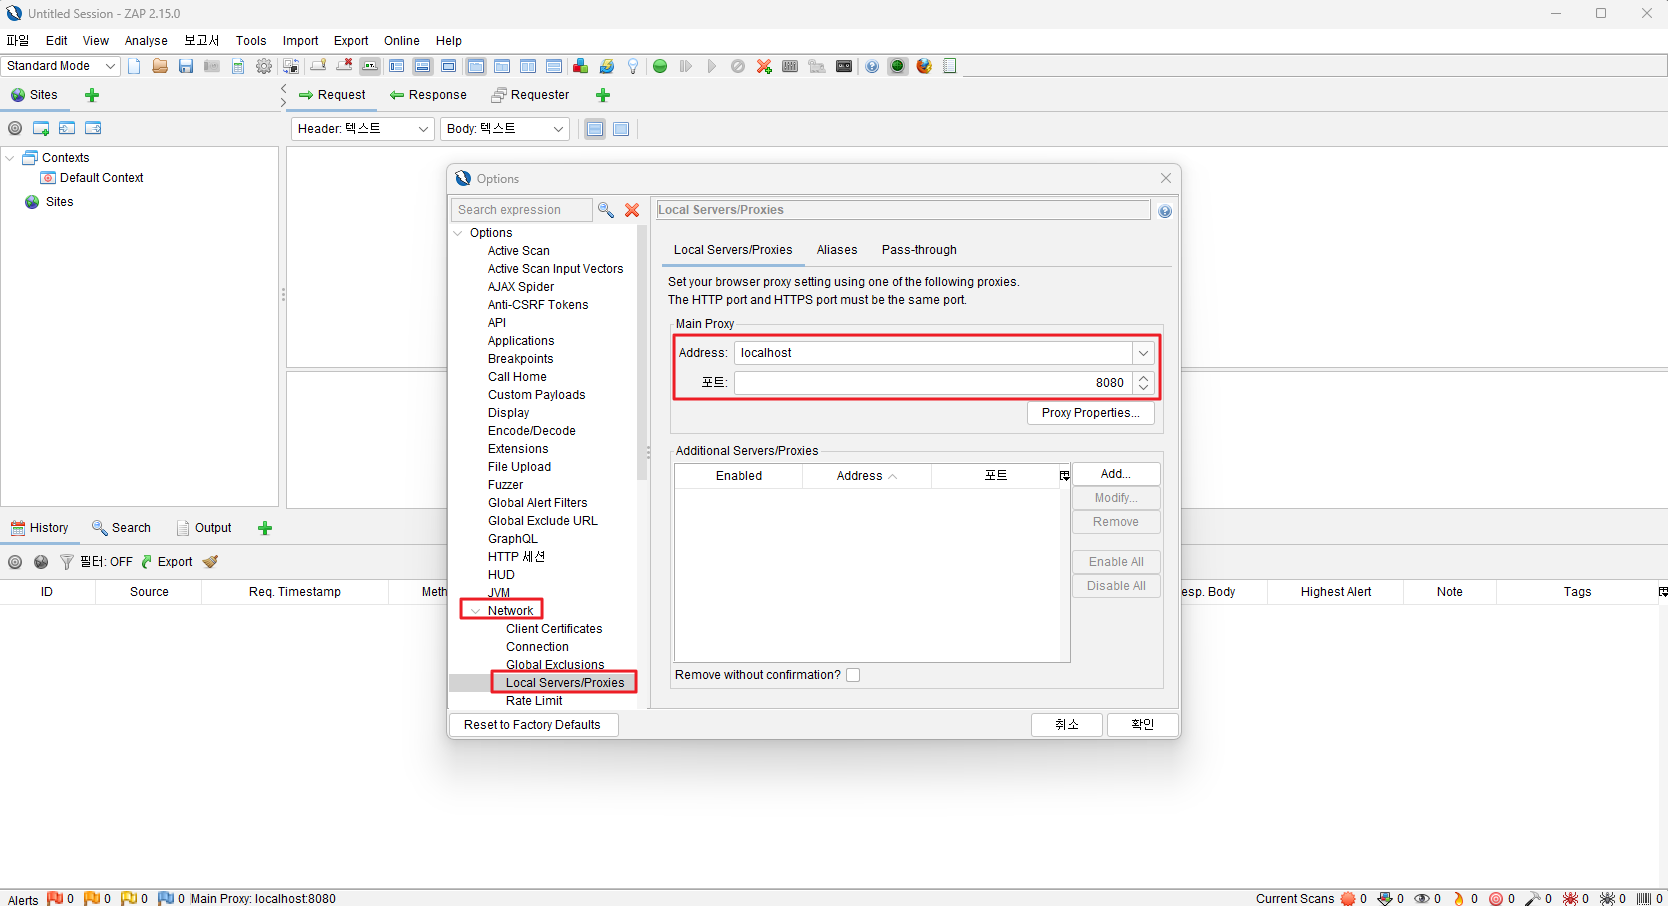 Untitled Session - ZAP 2.15.0
파일 Edit View Analyse 보고서 Tools Import Export Online Help
Standard Mode
Sites
Request Response Requester
Header: 텍스트 Body: 텍스트
Contexts
Default Context
Sites
Options
Search expression
Options
Active Scan
Active Scan Input Vectors
AJAX Spider
Anti-CSRF Tokens
API
Applications
Breakpoints
Call Home
Custom Payloads
Display
Encode/Decode
Extensions
File Upload
Fuzzer
Global Alert Filters
Global Exclude URL
GraphQL
HTTP 세션
HUD
JVM
Network
Client Certificates
Connection
Global Exclusions
Local Servers/Proxies
Rate Limit
Local Servers/Proxies
Local Servers/Proxies Aliases Pass-through
Set your browser proxy setting using one of the following proxies.
The HTTP port and HTTPS port must be the same port.
Main Proxy
Address: localhost
포트: 8080
Proxy Properties...
Additional Servers/Proxies
Enabled Address 포트
Add...
Modify...
Remove
Enable All
Disable All
Remove without confirmation?
Reset to Factory Defaults 취소 확인
History Search Output
필터: OFF Export
ID Source Req. Timestamp Meth esp. Body Highest Alert Note Tags
Alerts 0 0 0 0 Main Proxy: localhost:8080 Current Scans 0 0 0 0 0 0 0 0 0